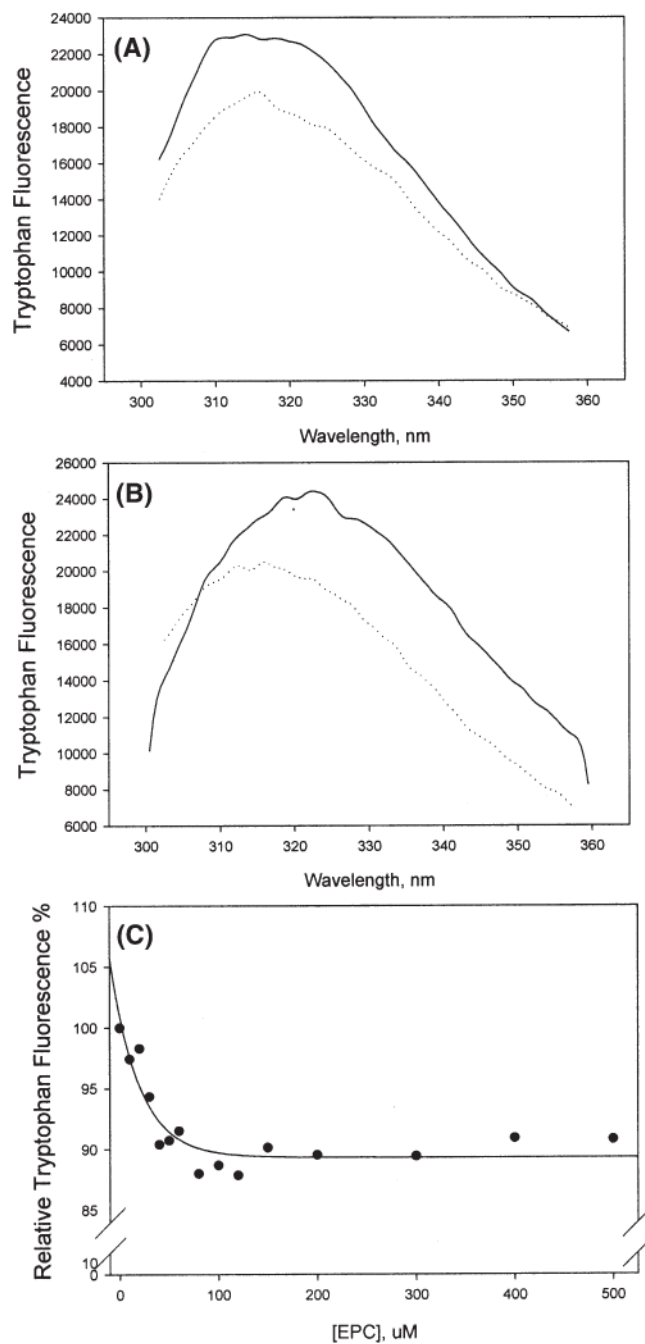 (A)
Tryptophan Fluorescence
24000
22000
20000
18000
16000
14000
12000
10000
8000
6000
4000
300 310 320 330 340 350 360
Wavelength, nm
(B)
Tryptophan Fluorescence
26000
24000
22000
20000
18000
16000
14000
12000
10000
8000
6000
300 310 320 330 340 350 360
Wavelength, nm
(C)
Relative Tryptophan Fluorescence %
110
105
100
95
90
85
10
0
0 100 200 300 400 500
[EPC], uM